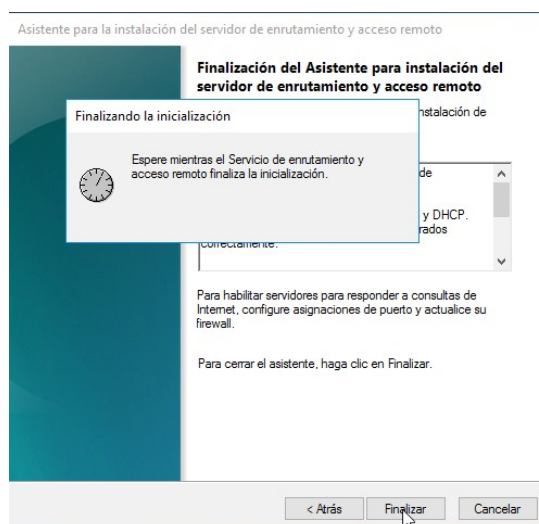 Asistente para la instalación del servidor de enrutamiento y acceso remoto
Finalización del Asistente para instalación del
servidor de enrutamiento y acceso remoto
Finalizando la inicialización
nstalación de
Espere mientras el Servicio de enrutamiento y
acceso remoto finaliza la inicialización.
de
y DHCP.
rados
correctamente.
Para habilitar servidores para responder a consultas de
Internet, configure asignaciones de puerto y actualice su
firewall.
Para cerrar el asistente, haga clic en Finalizar.
< Atrás Finalizar Cancelar